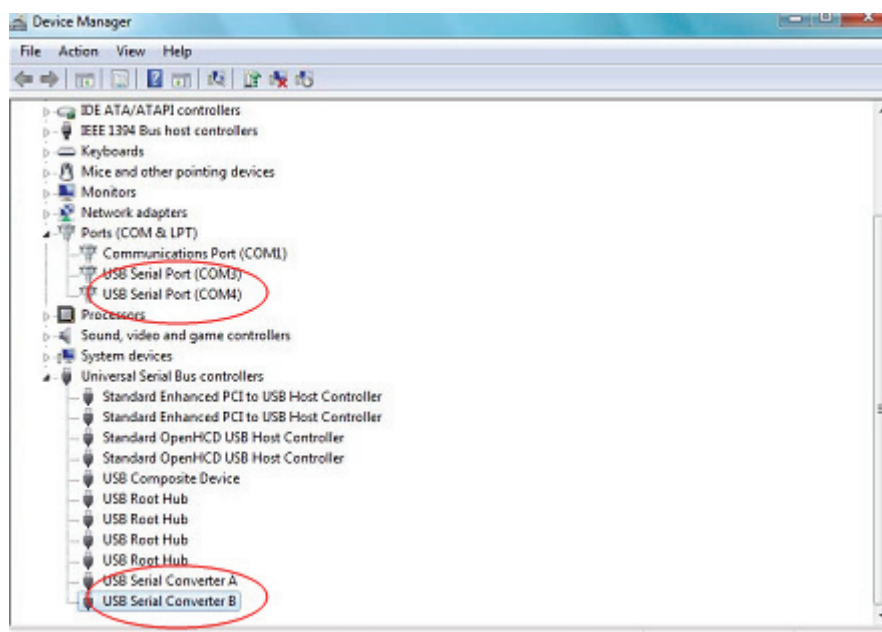 Device Manager
File Action View Help
IDE ATA/ATAPI controllers
IEEE 1394 Bus host controllers
Keyboards
Mice and other pointing devices
Monitors
Network adapters
Ports (COM & LPT)
Communications Port (COM1)
USB Serial Port (COM3)
USB Serial Port (COM4)
Processors
Sound, video and game controllers
System devices
Universal Serial Bus controllers
Standard Enhanced PCI to USB Host Controller
Standard Enhanced PCI to USB Host Controller
Standard OpenHCD USB Host Controller
Standard OpenHCD USB Host Controller
USB Composite Device
USB Root Hub
USB Root Hub
USB Root Hub
USB Root Hub
USB Serial Converter A
USB Serial Converter B